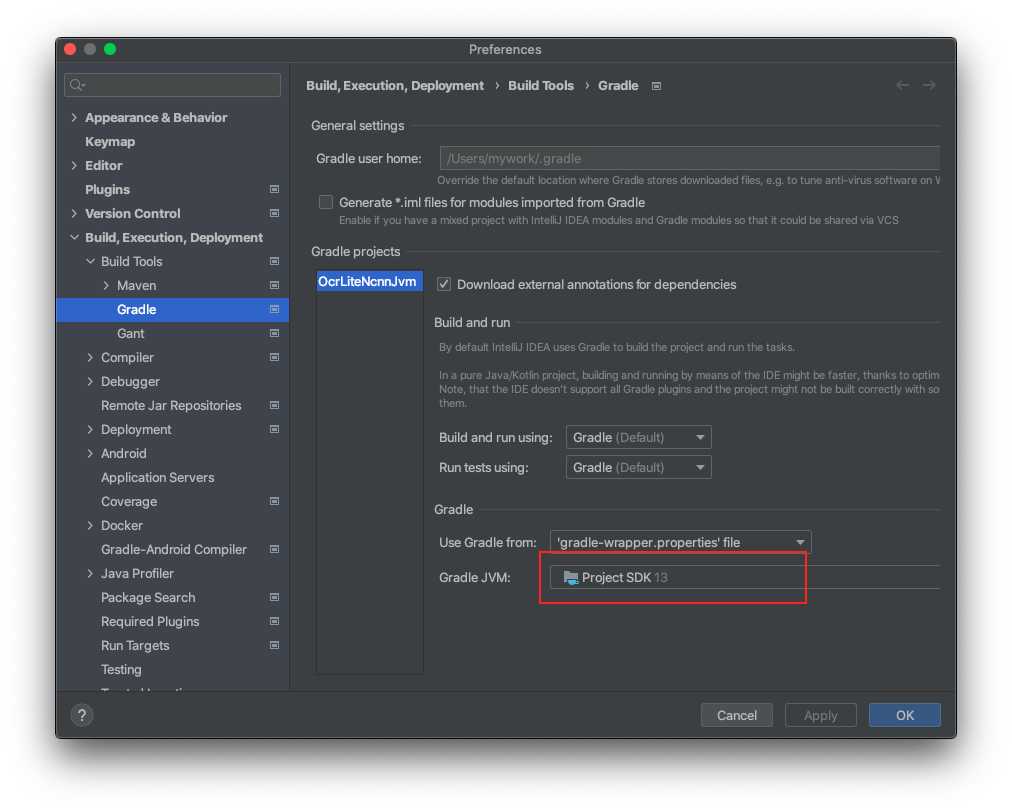 Preferences
Build, Execution, Deployment › Build Tools › Gradle
Appearance & Behavior
Keymap
Editor
Plugins
Version Control
Build, Execution, Deployment
Build Tools
Maven
Gradle
Gant
Compiler
Debugger
Remote Jar Repositories
Deployment
Android
Application Servers
Coverage
Docker
Gradle-Android Compiler
Java Profiler
Package Search
Required Plugins
Run Targets
Testing
General settings
Gradle user home:
/Users/mywork/.gradle
Override the default location where Gradle stores downloaded files, e.g. to tune anti-virus software on
Generate *.iml files for modules imported from Gradle
Enable if you have a mixed project with IntelliJ IDEA modules and Gradle modules so that it could be shared via VCS
Gradle projects
OcrLiteNcnnJvm
Download external annotations for dependencies
Build and run
By default IntelliJ IDEA uses Gradle to build the project and run the tasks.
In a pure Java/Kotlin project, building and running by means of the IDE might be faster, thanks to optim
Note, that the IDE doesn't support all Gradle plugins and the project might not be built correctly with so
them.
Build and run using: Gradle (Default)
Run tests using: Gradle (Default)
Gradle
Use Gradle from: 'gradle-wrapper.properties' file
Gradle JVM: Project SDK 13
?
Cancel
Apply
OK